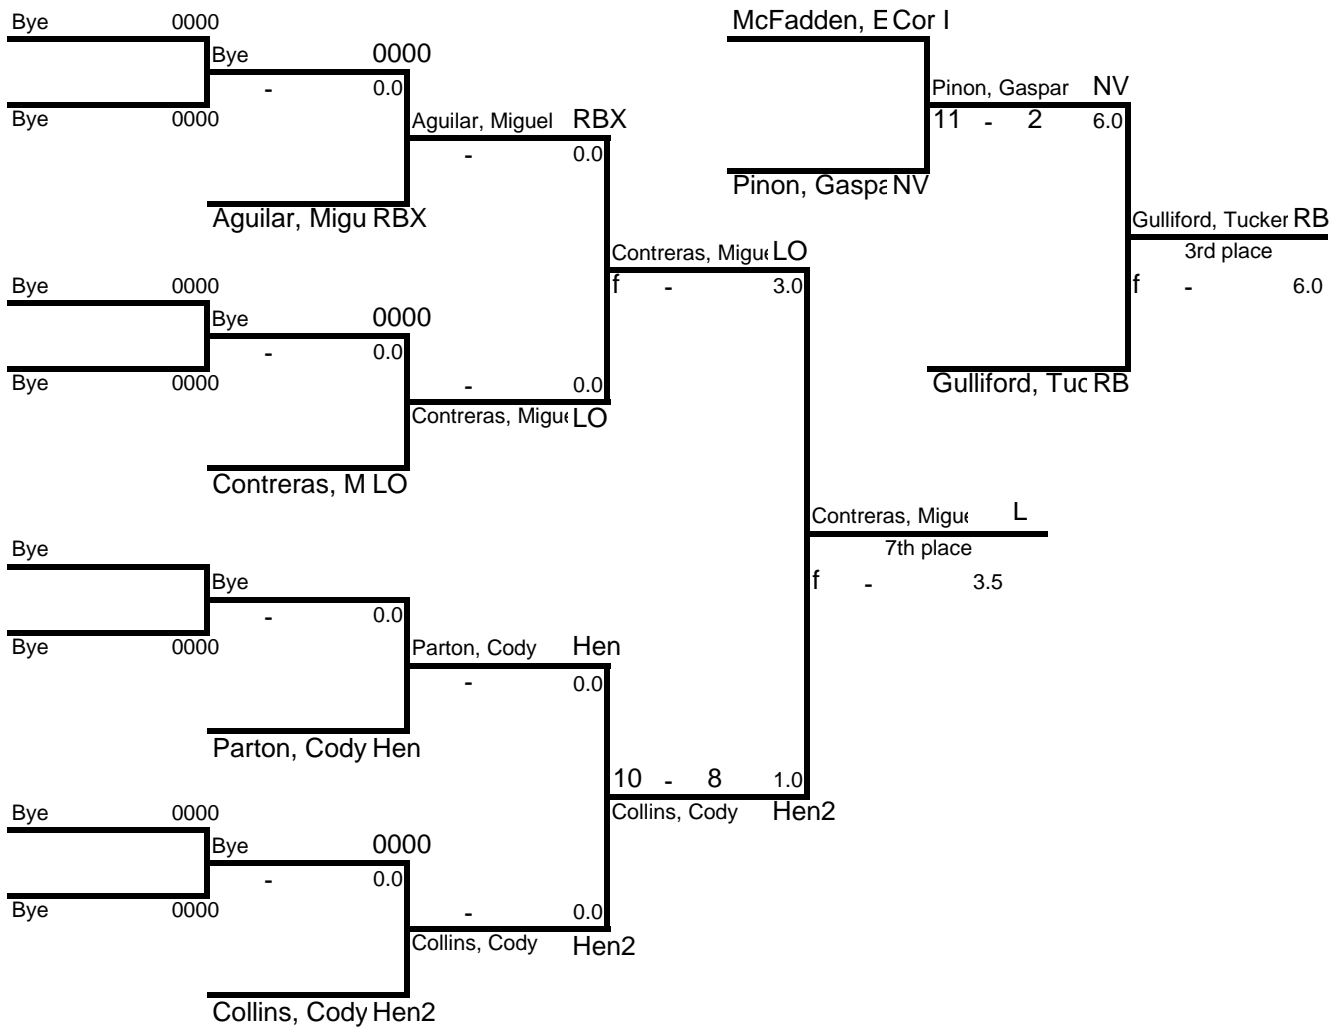 Bye 0000
Bye 0000
- 0.0
Bye 0000
Aguilar, Miguel RBX
- 0.0
Aguilar, Migu RBX
Contreras, Migue LO
f - 3.0
Bye 0000
Bye 0000
- 0.0
Bye 0000
- 0.0
Contreras, Migue LO
Contreras, M LO
Contreras, Migue L
7th place
f - 3.5
Bye
Bye
- 0.0
Bye 0000
Parton, Cody Hen
- 0.0
Parton, Cody Hen
10 - 8 1.0
Collins, Cody Hen2
Bye 0000
Bye 0000
- 0.0
Bye 0000
- 0.0
Collins, Cody Hen2
Collins, Cody Hen2
McFadden, E Cor I
Pinon, Gaspar NV
11 - 2 6.0
Pinon, Gaspa NV
Gulliford, Tucker RB
3rd place
f - 6.0
Gulliford, Tuc RB